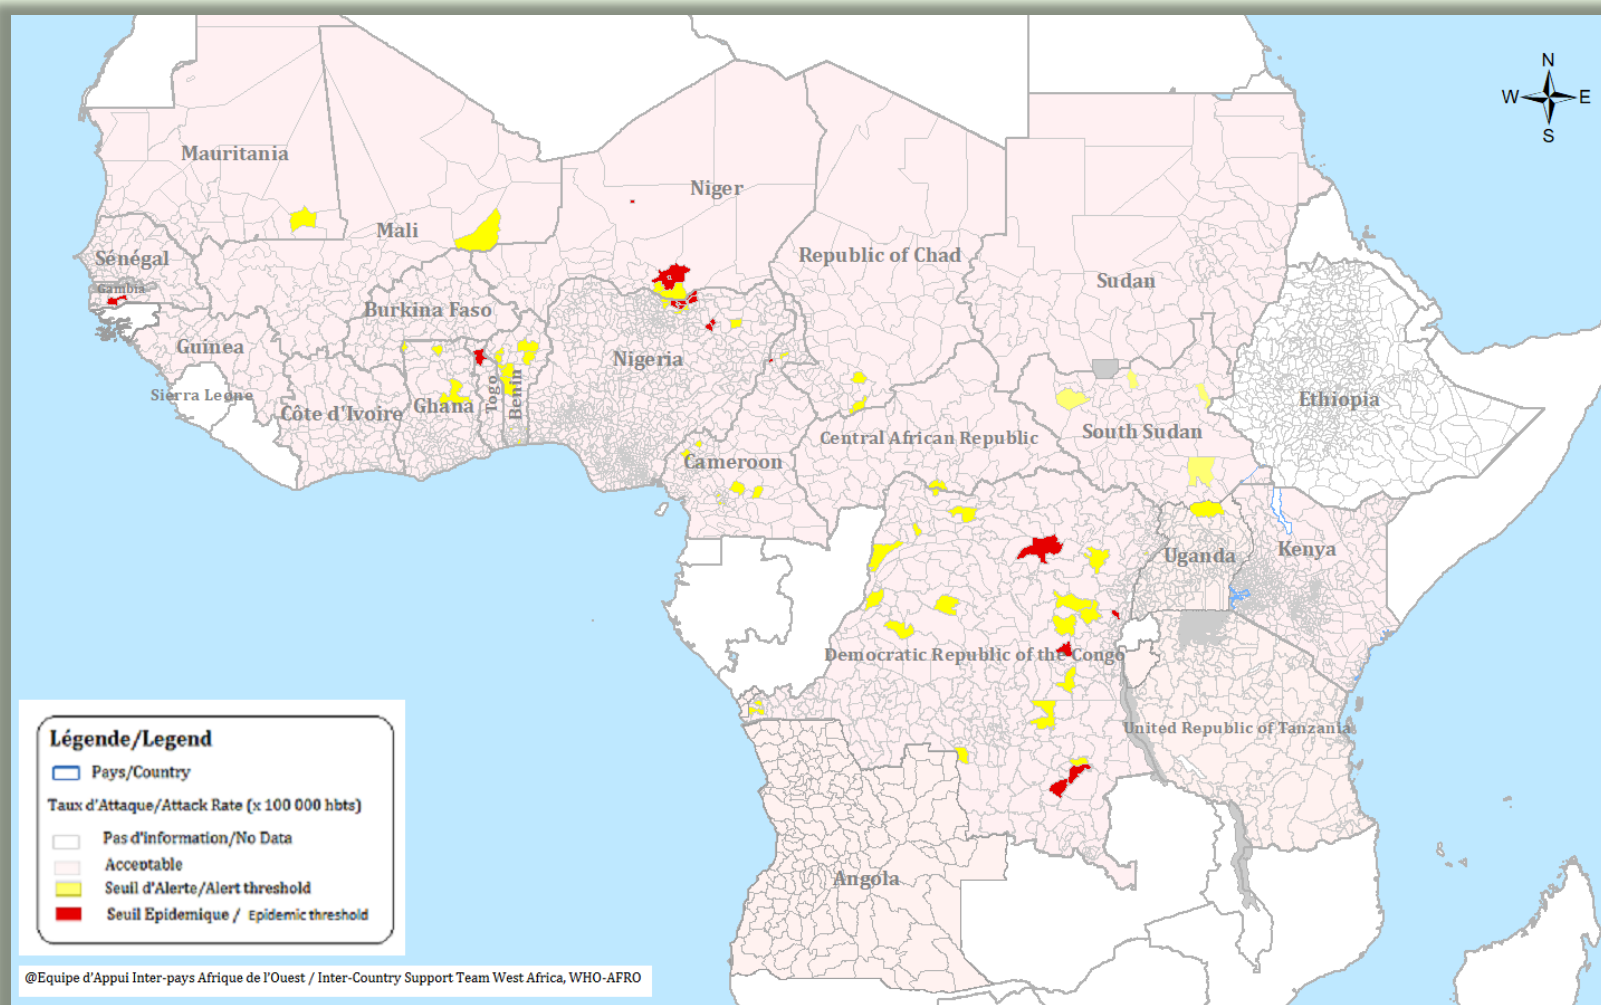 N
W E
S
Mauritania
Niger
Mali
Sénégal
Republic of Chad
Sudan
Gambia
Burkina Faso
Guinea
Nigeria
Sierra Leone
Côte d'Ivoire
Ghana
Togo
Benin
Ethiopia
South Sudan
Central African Republic
Cameroon
Uganda
Kenya
Democratic Republic of the Congo
United Republic of Tanzania
Angola
Légende/Legend
Pays/Country
Taux d'Attaque/Attack Rate (x 100 000 hbts)
Pas d'information/No Data
Acceptable
Seuil d'Alerte/Alert threshold
Seuil Epidemique / Epidemic threshold
@Equipe d'Appui Inter-pays Afrique de l'Ouest / Inter-Country Support Team West Africa, WHO-AFRO